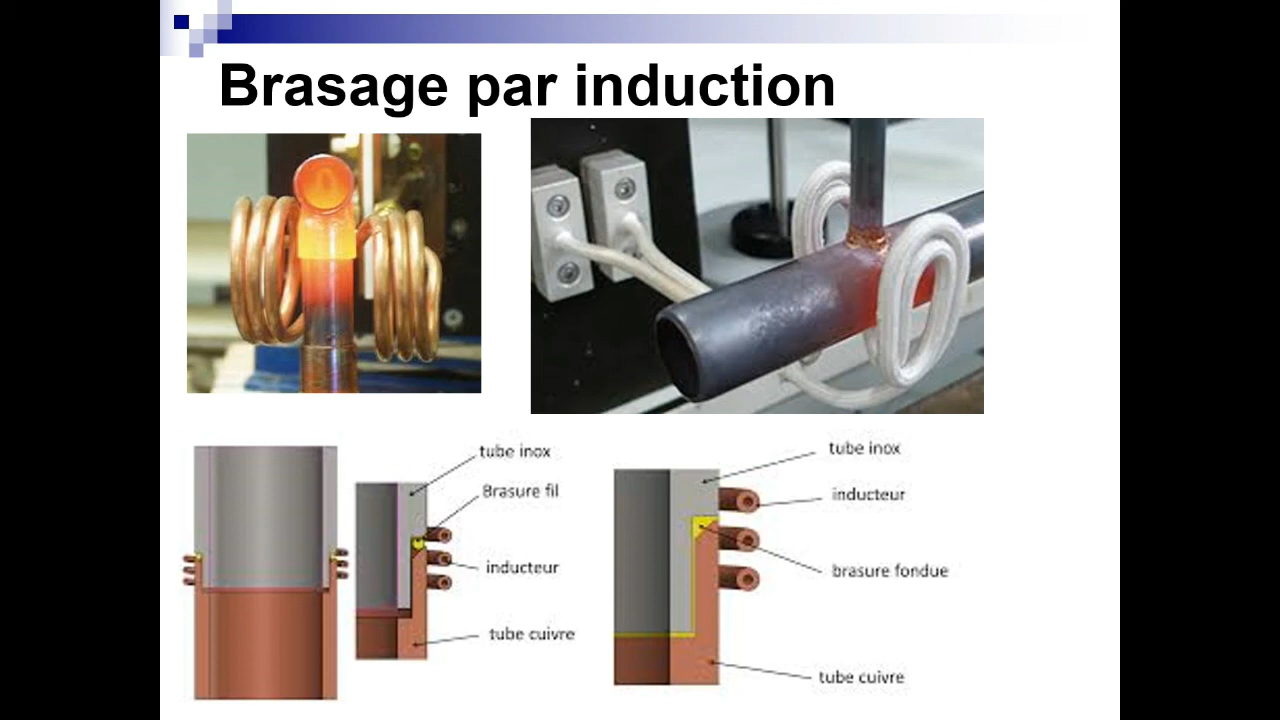 Brasage par induction
tube inox
Brasure fil
inducteur
tube cuivre
tube inox
inducteur
brasure fondue
tube cuivre